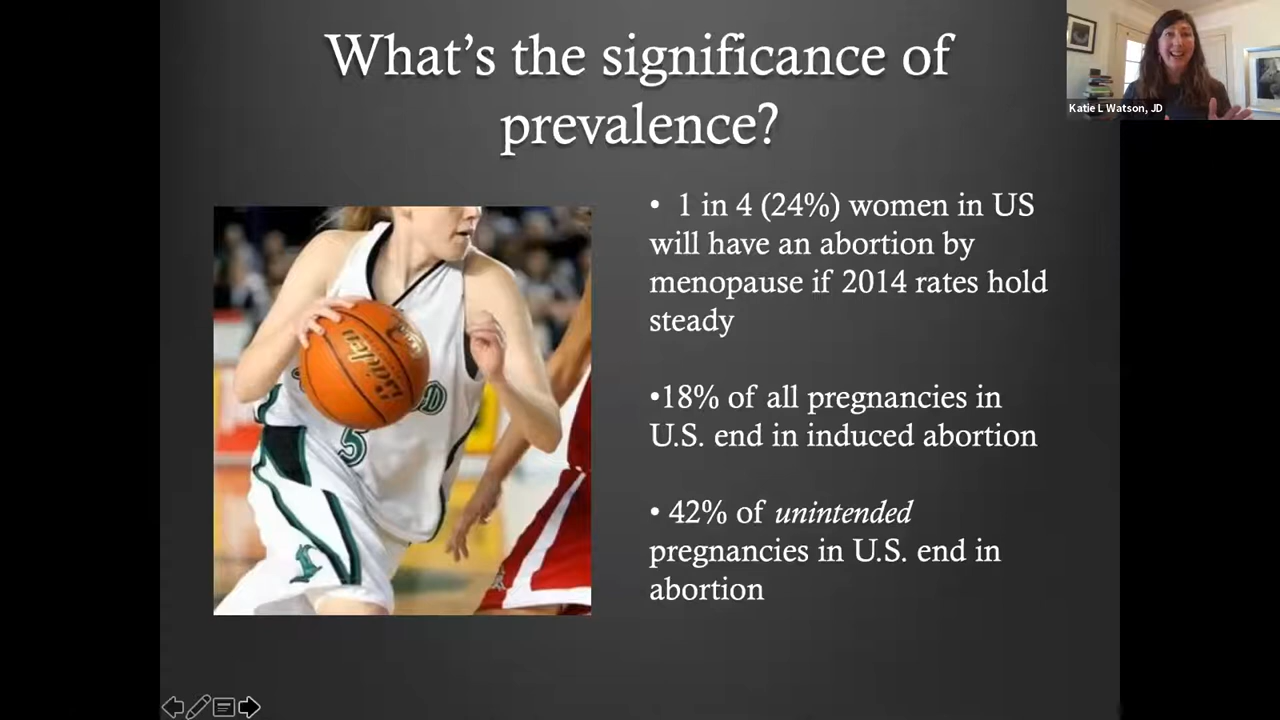 What's the significance of
prevalence?
Katie L Watson, JD
• 1 in 4 (24%) women in US
will have an abortion by
menopause if 2014 rates hold
steady
•18% of all pregnancies in
U.S. end in induced abortion
• 42% of unintended
pregnancies in U.S. end in
abortion
Baden
5